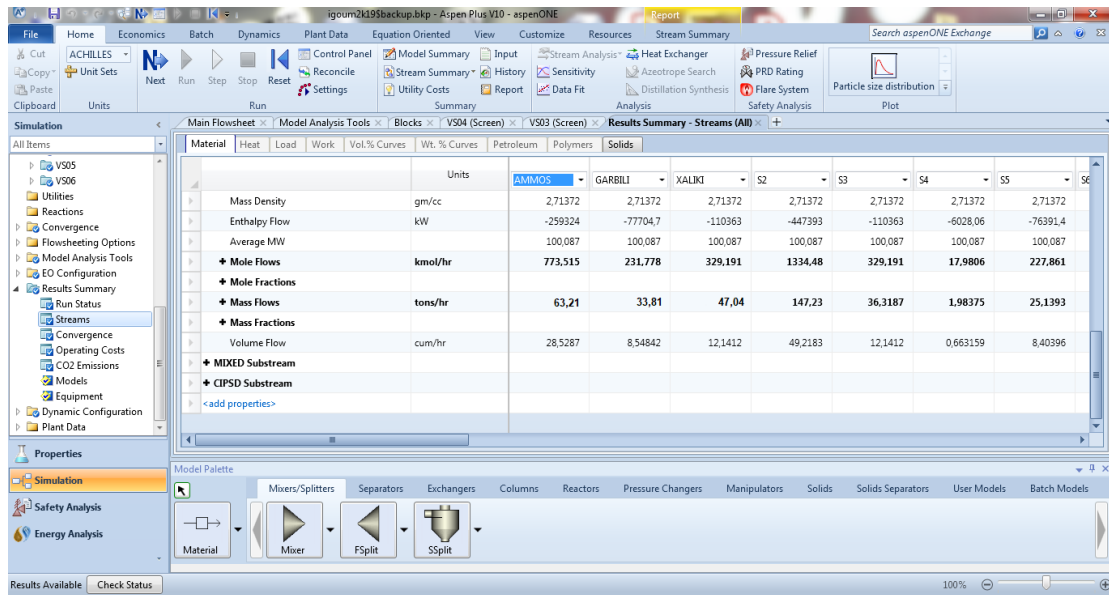 igoum2k19$backup.bkp - Aspen Plus V10 - aspenONE
Report
File Home Economics Batch Dynamics Plant Data Equation Oriented View Customize Resources Stream Summary Search aspenONE Exchange
Cut ACHILLES Control Panel Model Summary Input Stream Analysis Heat Exchanger Pressure Relief
Copy Unit Sets Next Run Step Stop Reset Reconcile Stream Summary History Sensitivity Azeotrope Search PRD Rating
Paste Settings Utility Costs Report Data Fit Distillation Synthesis Flare System Particle size distribution
Clipboard Units Run Summary Analysis Safety Analysis Plot
Simulation Main Flowsheet Model Analysis Tools Blocks VS04 (Screen) VS03 (Screen) Results Summary - Streams (All) +
All Items Material Heat Load Work Vol.% Curves Wt. % Curves Petroleum Polymers Solids
VS05
VS06
Utilities
Reactions
Convergence
Flowsheeting Options
Model Analysis Tools
EO Configuration
Results Summary
Run Status
Streams
Convergence
Operating Costs
CO2 Emissions
Models
Equipment
Dynamic Configuration
Plant Data
Units AMMOS GARBILI XALIKI S2 S3 S4 S5 S6
Mass Density gm/cc 2,71372 2,71372 2,71372 2,71372 2,71372 2,71372 2,71372
Enthalpy Flow kW -259324 -77704,7 -110363 -447393 -110363 -6028,06 -76391,4
Average MW 100,087 100,087 100,087 100,087 100,087 100,087 100,087
+ Mole Flows kmol/hr 773,515 231,778 329,191 1334,48 329,191 17,9806 227,861
+ Mole Fractions
+ Mass Flows tons/hr 63,21 33,81 47,04 147,23 36,3187 1,98375 25,1393
+ Mass Fractions
Volume Flow cum/hr 28,5287 8,54842 12,1412 49,2183 12,1412 0,663159 8,40396
+ MIXED Substream
+ CIPSD Substream
<add properties>
Properties
Simulation
Safety Analysis
Energy Analysis
Model Palette
Mixers/Splitters Separators Exchangers Columns Reactors Pressure Changers Manipulators Solids Solids Separators User Models Batch Models
Material Mixer FSplit SSplit
Results Available Check Status 100%